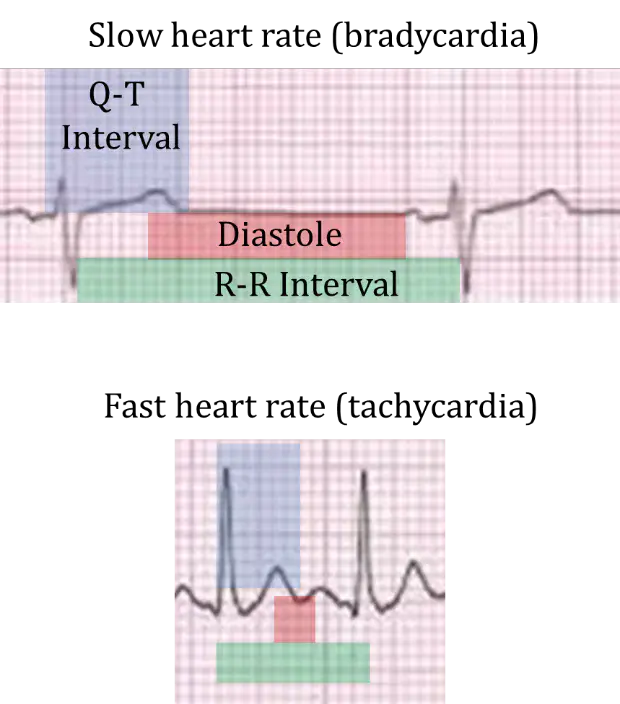 Slow heart rate (bradycardia)
Q-T
Interval
Diastole
R-R Interval
Fast heart rate (tachycardia)